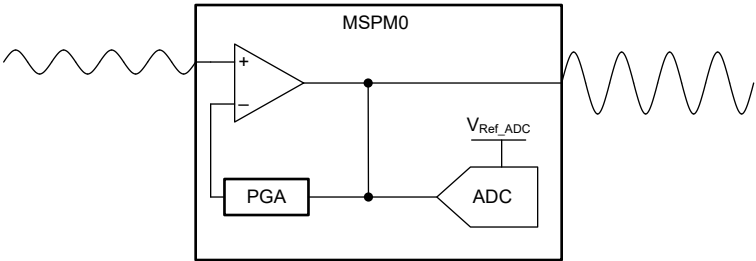 MSPM0
+
–
V_Ref_ADC
PGA
ADC